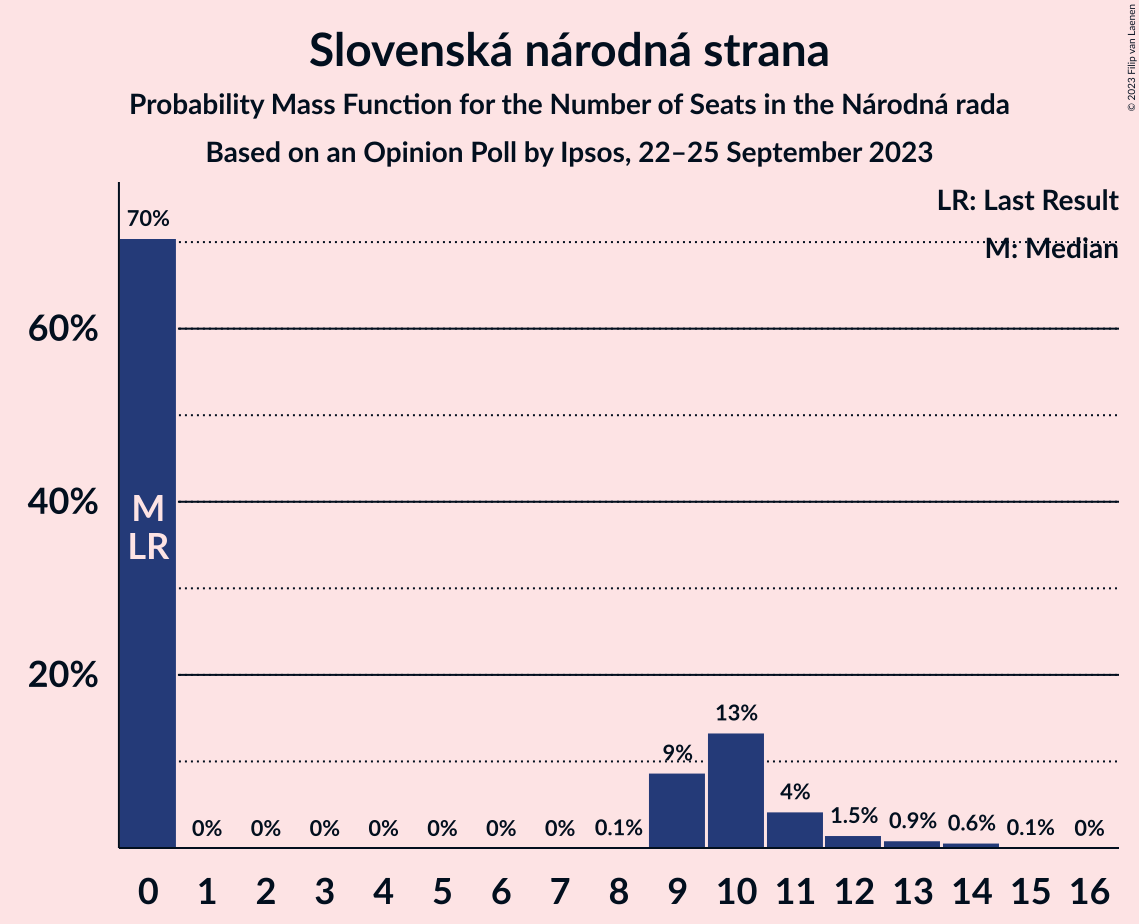 Slovenská národná strana
Probability Mass Function for the Number of Seats in the Národná rada
Based on an Opinion Poll by Ipsos, 22–25 September 2023
© 2023 Filip van Laenen
LR: Last Result
M: Median
70%
60%
40%
20%
M
LR
0%
0%
0%
0%
0%
0%
0%
0.1%
9%
13%
4%
1.5%
0.9%
0.6%
0.1%
0%
0 1 2 3 4 5 6 7 8 9 10 11 12 13 14 15 16